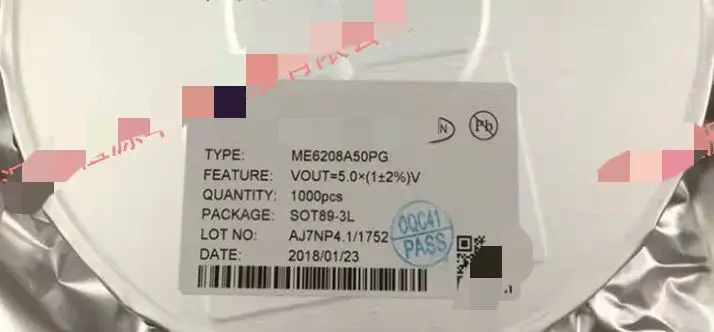 N Pb
TYPE: ME6208A50PG
FEATURE: VOUT=5.0×(1±2%)V
QUANTITY: 1000pcs
PACKAGE: SOT89-3L
LOT NO: AJ7NP4.1/1752
DATE: 2018/01/23
OQC41
PASS